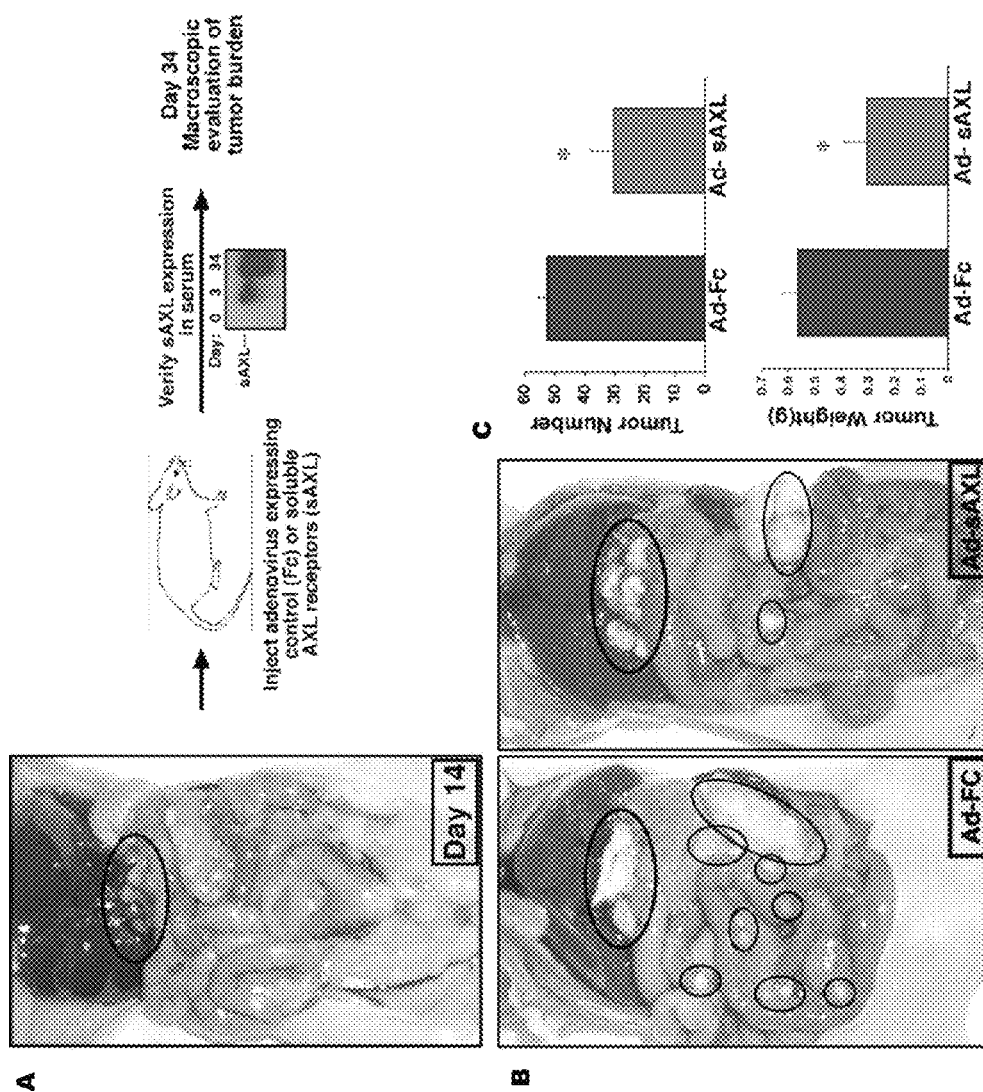 A
Day 14
Inject adenovirus expressing
control (Fc) or soluble
AXL receptors (sAXL)
Verify sAXL expression
in serum
Day: 0 3 34
sAXL---
Day 34
Macroscopic
evaluation of
tumor burden
B
Ad-FC
Ad-sAXL
C
Tumor Number
60
50
40
30
20
10
0
Ad-Fc
Ad- sAXL
*
Tumor Weight(g)
0.7
0.6
0.5
0.4
0.3
0.2
0.1
0
Ad-Fc
Ad- sAXL
*